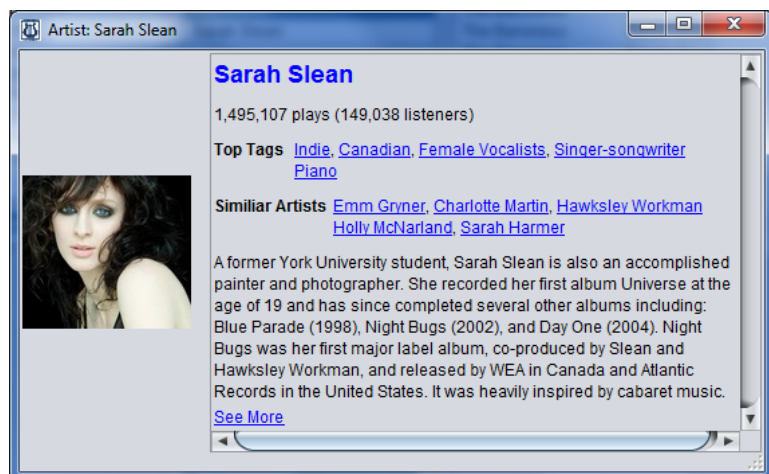 Artist: Sarah Slean
Sarah Slean
1,495,107 plays (149,038 listeners)
Top Tags Indie, Canadian, Female Vocalists, Singer-songwriter
Piano
Similiar Artists Emm Gryner, Charlotte Martin, Hawksley Workman
Holly McNarland, Sarah Harmer
A former York University student, Sarah Slean is also an accomplished
painter and photographer. She recorded her first album Universe at the
age of 19 and has since completed several other albums including:
Blue Parade (1998), Night Bugs (2002), and Day One (2004). Night
Bugs was her first major label album, co-produced by Slean and
Hawksley Workman, and released by WEA in Canada and Atlantic
Records in the United States. It was heavily inspired by cabaret music.
See More